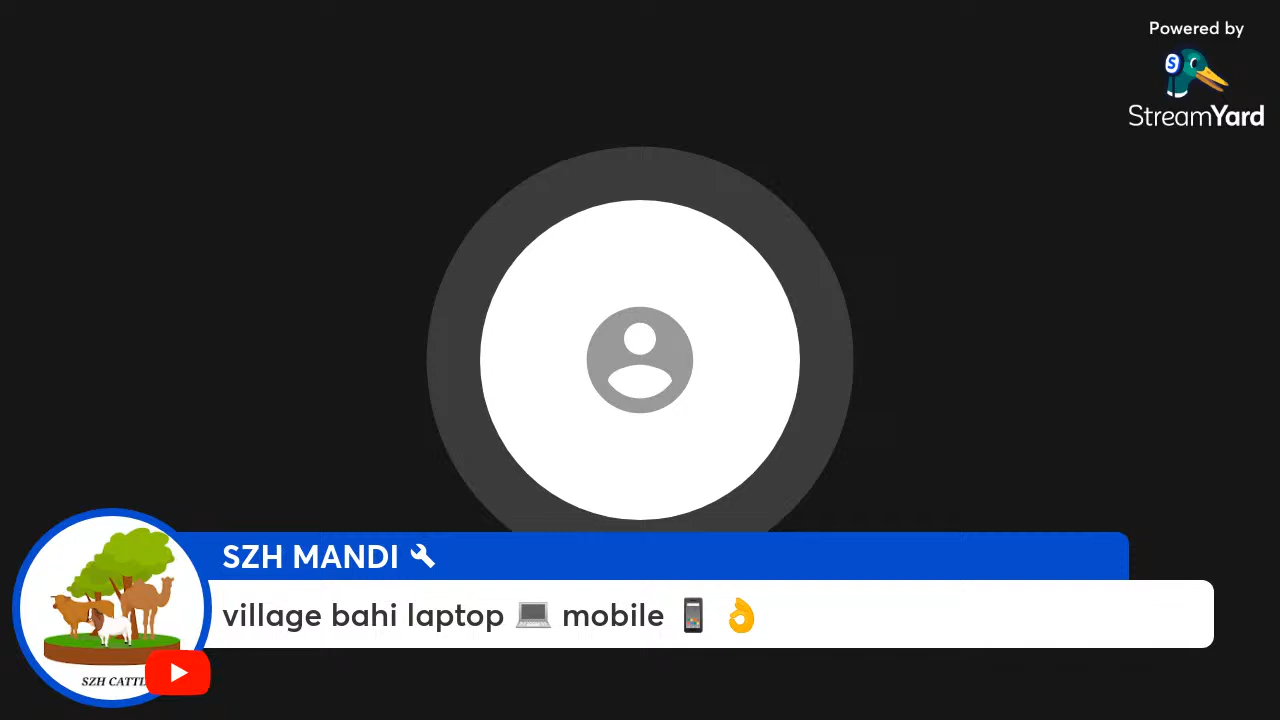 Powered by
S
StreamYard
SZH MANDI
village bahi laptop 💻 mobile 📱 👌
SZH CATTL